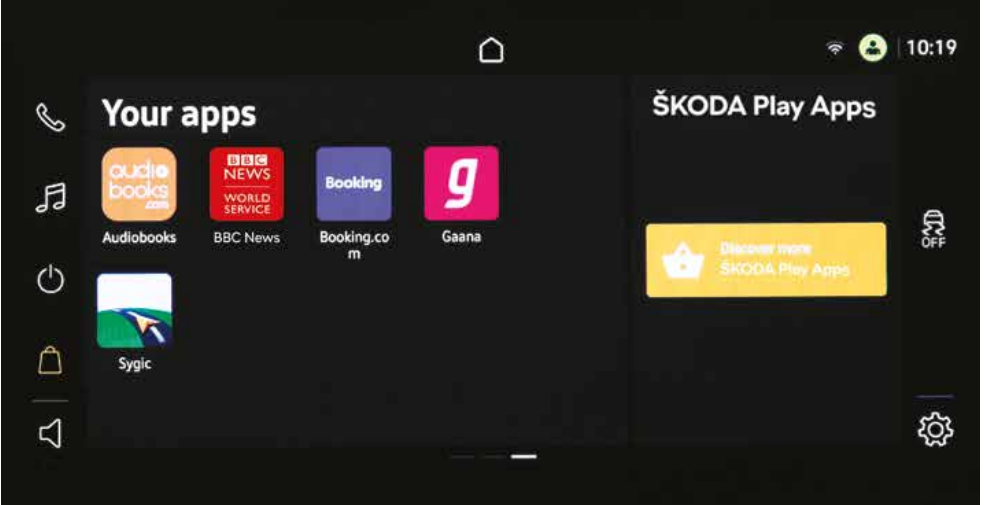 10:19
Your apps
ŠKODA Play Apps
audio
books
.com
BBC
NEWS
WORLD
SERVICE
Booking
g
Audiobooks
BBC News
Booking.co
m
Gaana
Discover more
ŠKODA Play Apps
OFF
Sygic